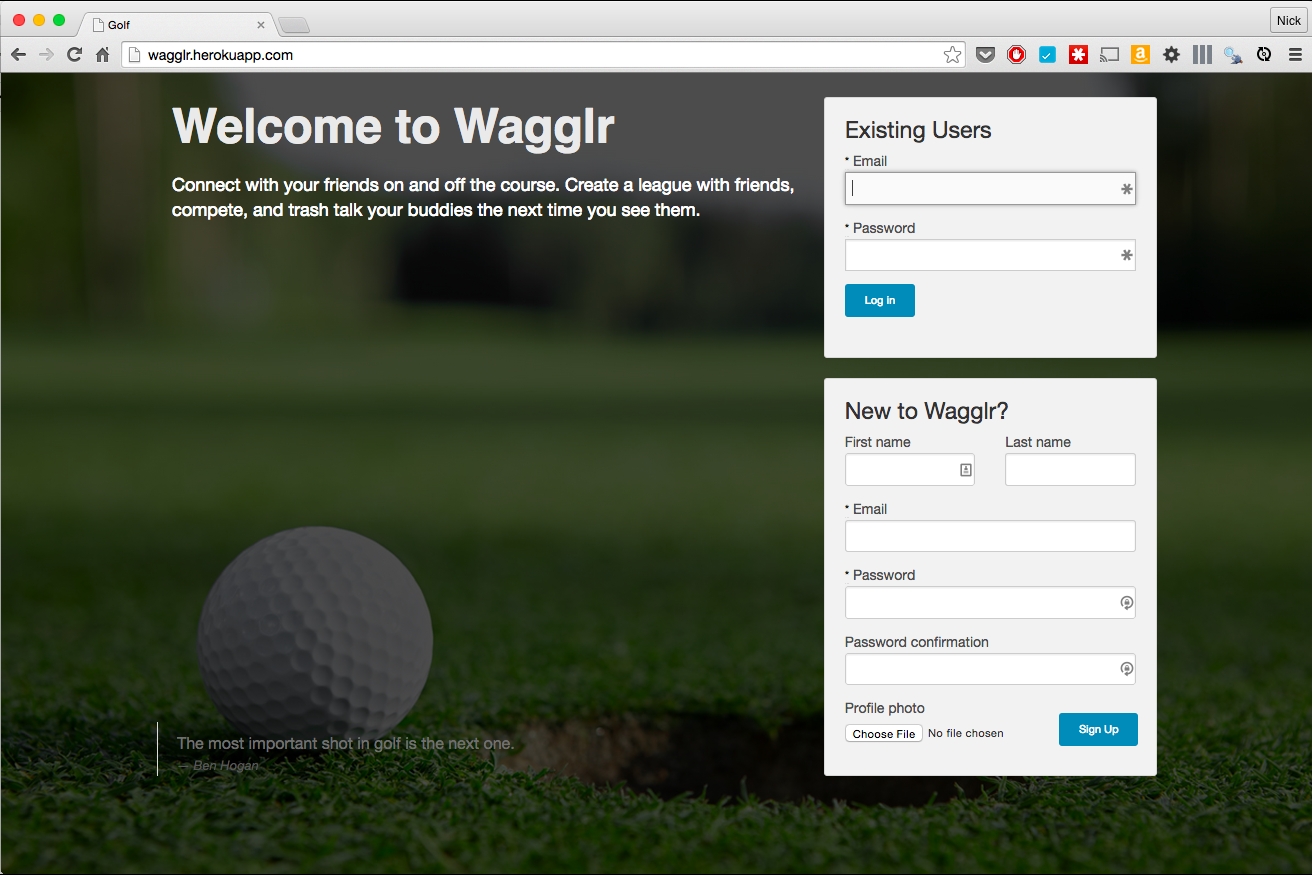 Golf
Nick
wagglr.herokuapp.com
Welcome to Wagglr
Connect with your friends on and off the course. Create a league with friends,
compete, and trash talk your buddies the next time you see them.
The most important shot in golf is the next one.
— Ben Hogan
Existing Users
* Email
* Password
Log In
New to Wagglr?
First name Last name
* Email
* Password
Password confirmation
Profile photo
Choose File No file chosen
Sign Up